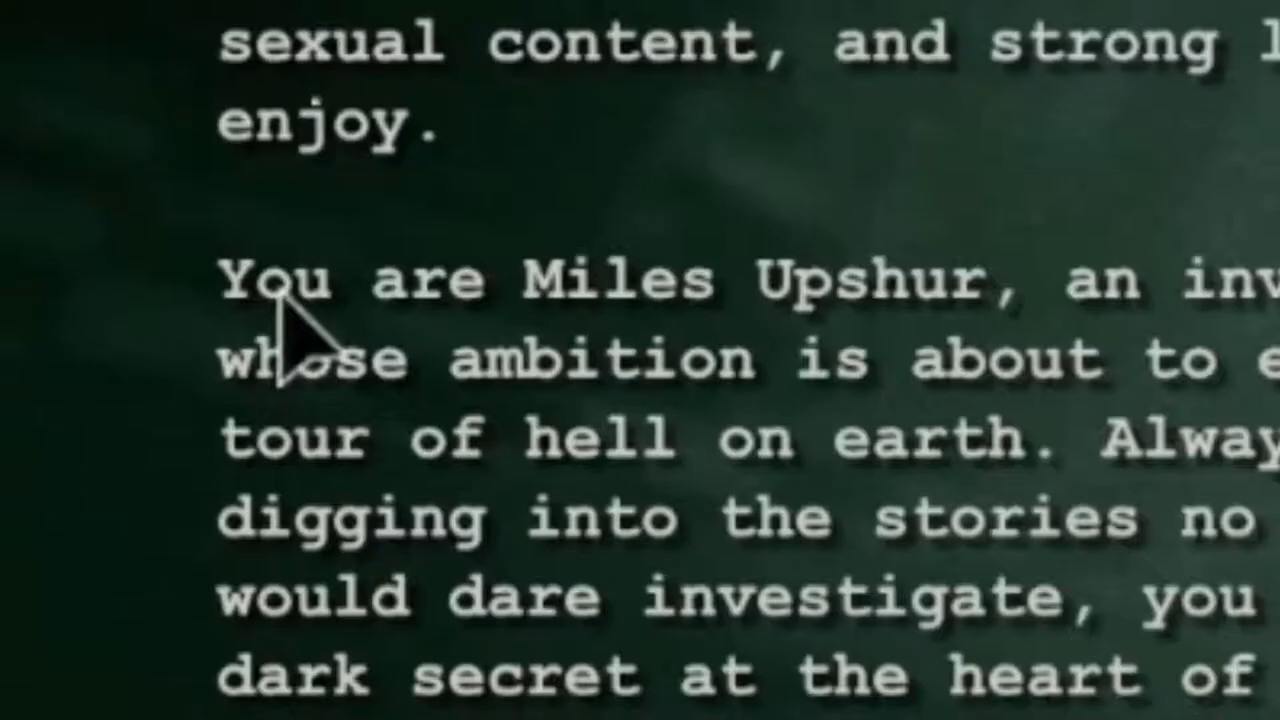 sexual content, and strong
enjoy.
You are Miles Upshur, an
whose ambition is about to
tour of hell on earth.
digging into the stories no
would dare investigate, you
dark secret at the heart of